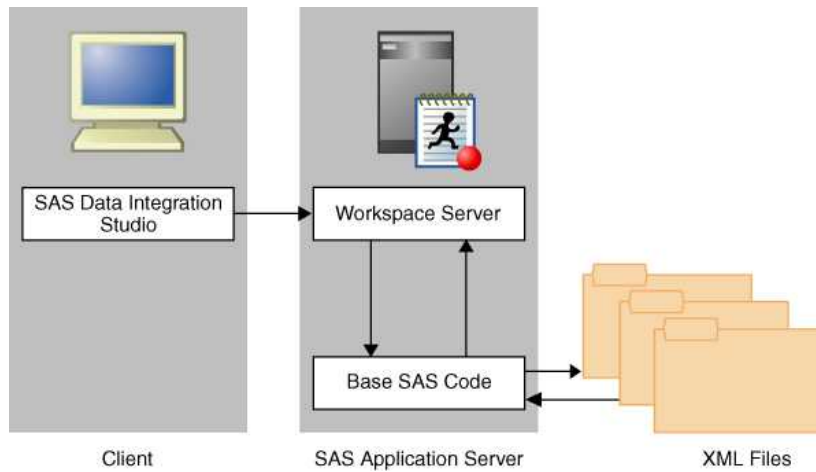 SAS Data Integration
Studio
Workspace Server
Base SAS Code
Client
SAS Application Server
XML Files